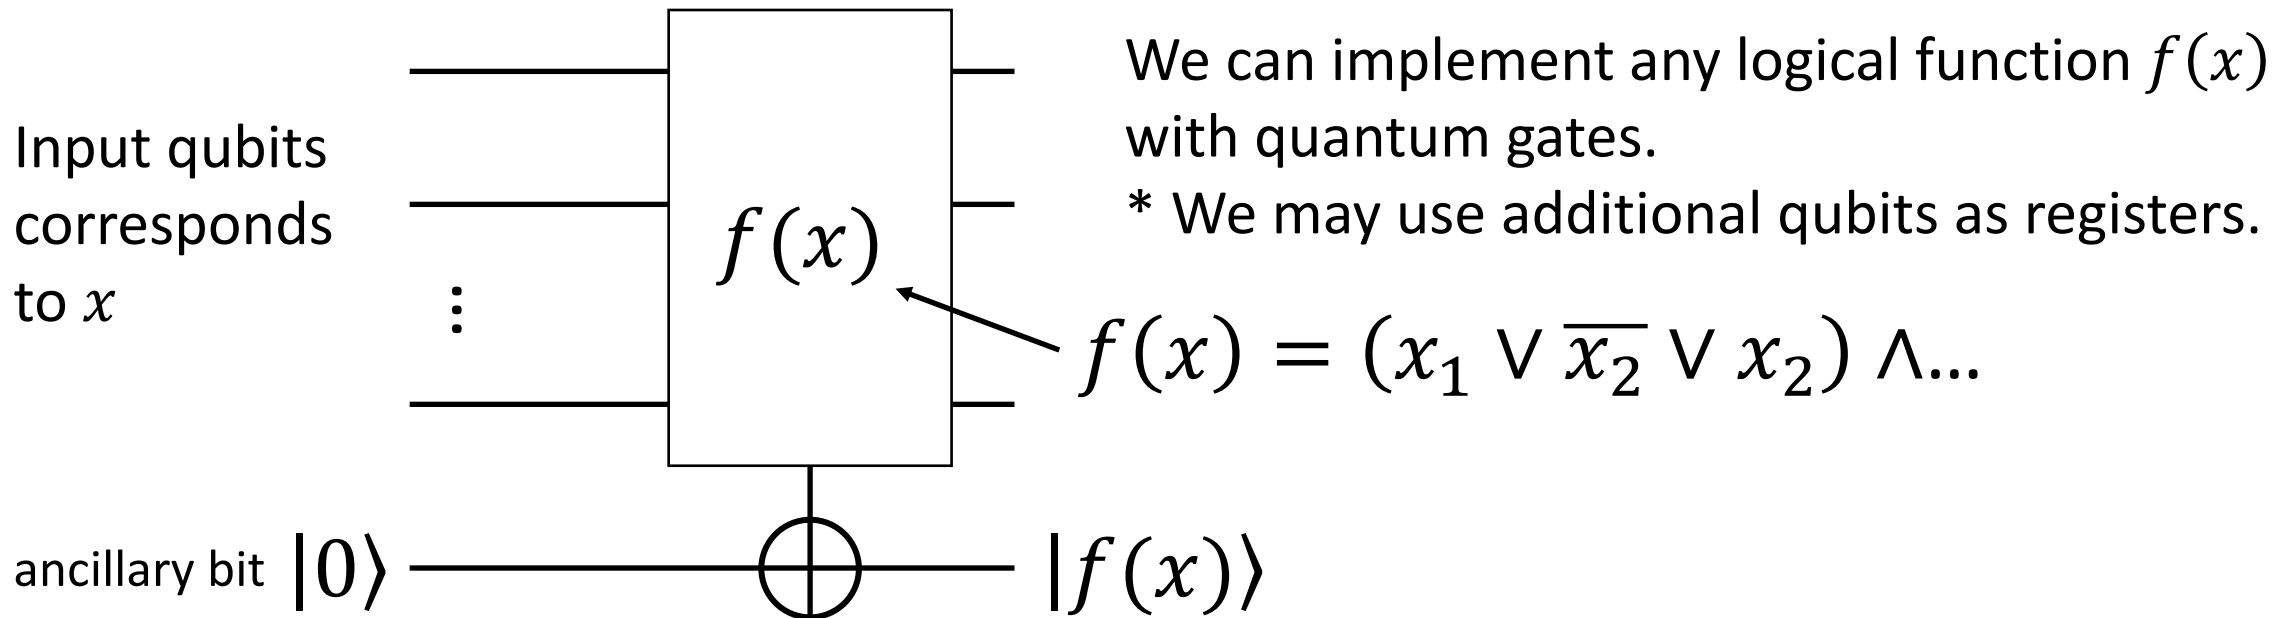 We can implement any logical function f(x)
with quantum gates.
* We may use additional qubits as registers.
Input qubits
corresponds
to x
⋮
f(x)
f(x) = (x₁ ∨ x̅₂̅ ∨ x₂) ∧...
ancillary bit |0⟩
|f(x)⟩